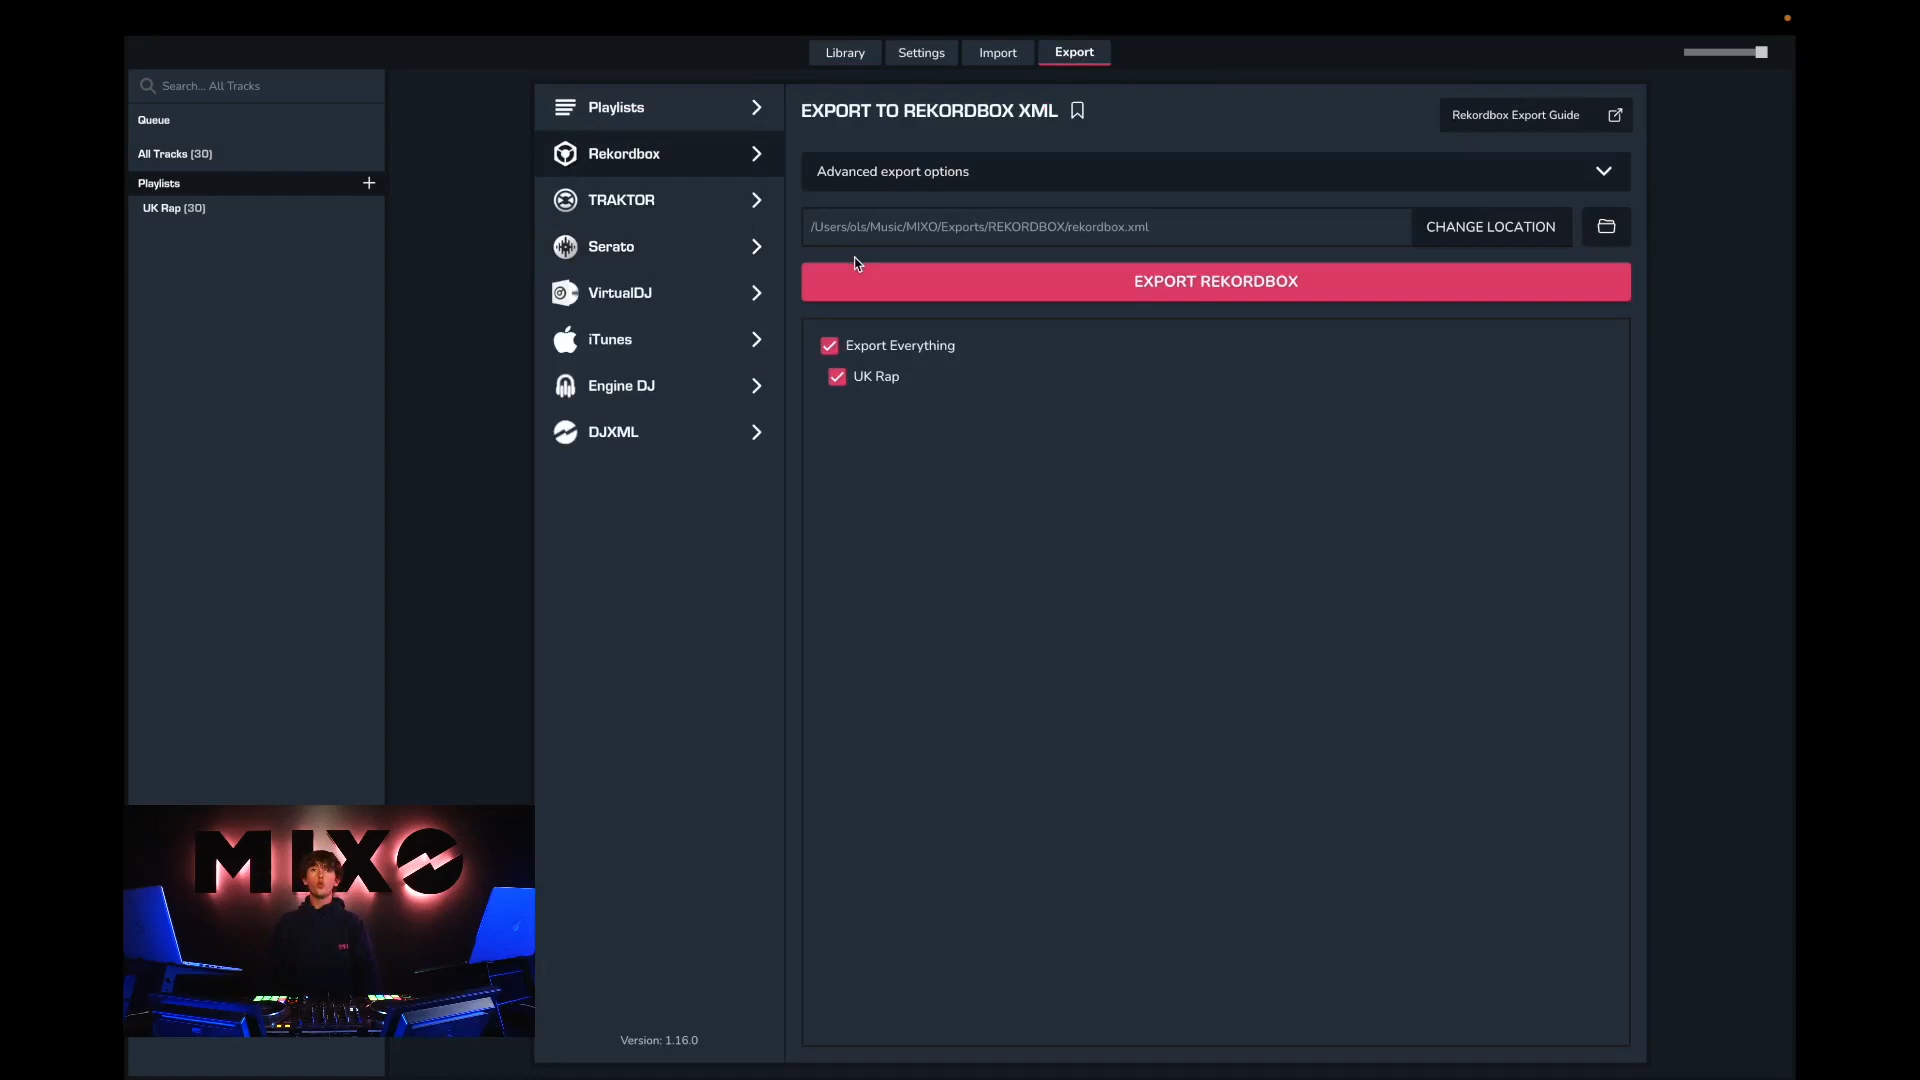 Library
Settings
Import
Export
Search... All Tracks
Queue
All Tracks (30)
Playlists
UK Rap (30)
Playlists
Rekordbox
TRAKTOR
Serato
VirtualDJ
iTunes
Engine DJ
DJXML
Version: 1.16.0
EXPORT TO REKORDBOX XML
Rekordbox Export Guide
Advanced export options
/Users/ols/Music/MIXO/Exports/REKORDBOX/rekordbox.xml
CHANGE LOCATION
EXPORT REKORDBOX
Export Everything
UK Rap
MIXO